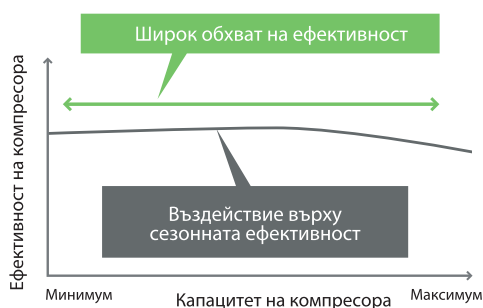 Широк обхват на ефективност
Ефективност на компресора
Въздействие върху
сезонната ефективност
Минимум
Капацитет на компресора
Максимум